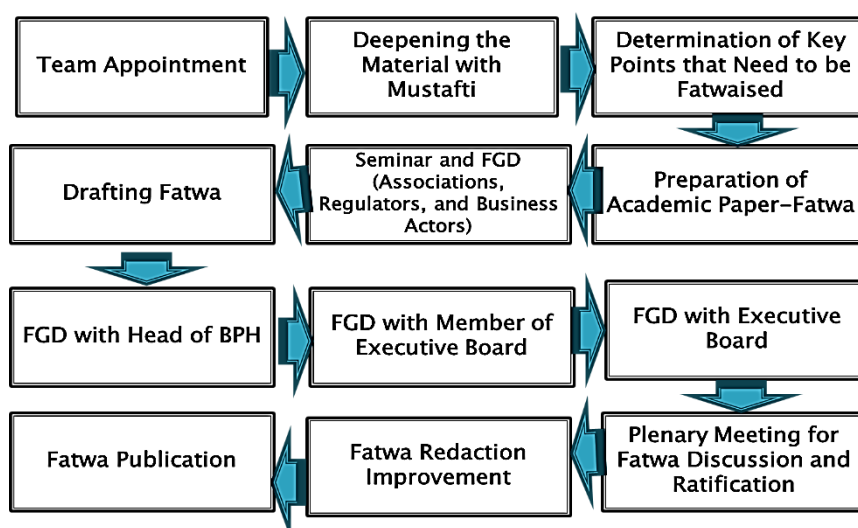 Team Appointment
Deepening the
Material with
Mustafti
Determination of Key
Points that Need to be
Fatwaised
Preparation of
Academic Paper-Fatwa
Seminar and FGD
(Associations,
Regulators, and Business
Actors)
Drafting Fatwa
FGD with Head of BPH
FGD with Member of
Executive Board
FGD with Executive
Board
Plenary Meeting for
Fatwa Discussion and
Ratification
Fatwa Redaction
Improvement
Fatwa Publication